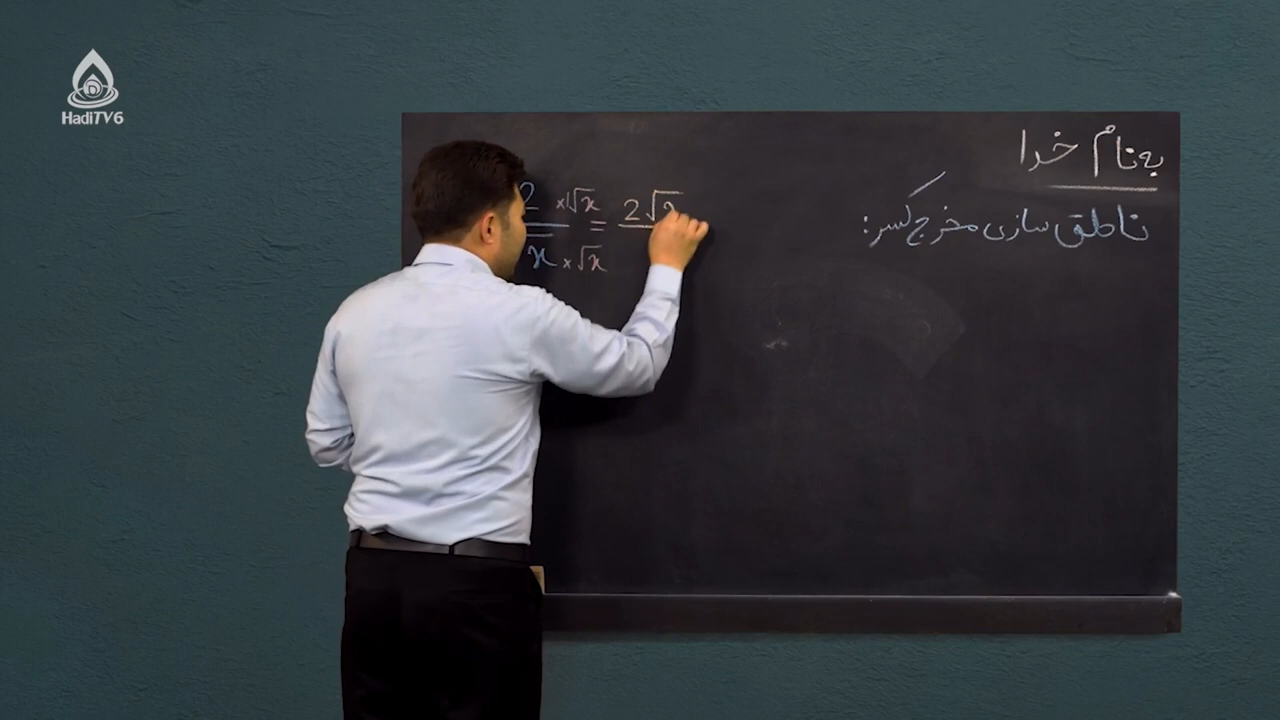 HadiTV6
به نام خدا
ناطق سازی مخرج کسر:
2 ×√x = 2√x
x ×√x